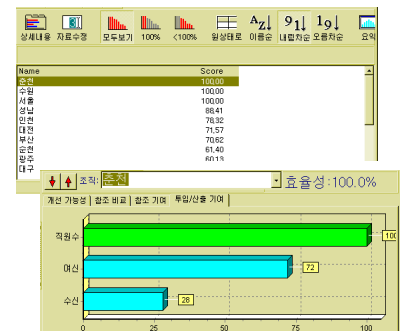 상세내용 자료수정 모두보기 100% <100% 원상태로 이름순 내림차순 오름차순 요약
Name Score
춘천 100,00
수원 100,00
서울 100,00
성남 88,41
인천 78,32
대전 71,57
부산 70,62
순천 61,40
광주 60,13
대구
조직: 춘천 효율성:100.0%
개선 가능성 참조 비교 참조 기여 투입/산출 기여
직원수 100
여신 72
수신 28
0 25 50 75 100